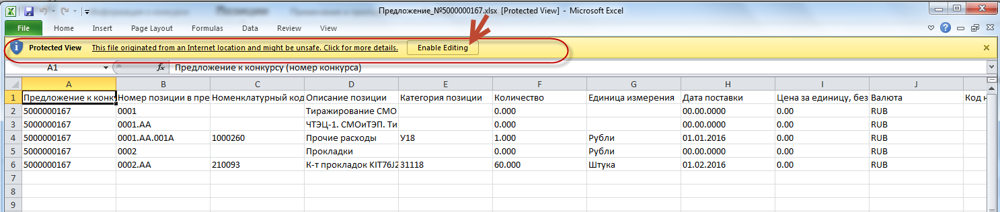 Предложение_№5000000167.xlsx [Protected View] - Microsoft Excel
File Home Insert Page Layout Formulas Data Review View
Protected View This file originated from an Internet location and might be unsafe. Click for more details. Enable Editing
A1 fx Предложение к конкурсу (номер конкурса)
A B C D E F G H I J
1 Предложение к конку Номер позиции в пре Номенклатурный код Описание позиции Категория позиции Количество Единица измерения Дата поставки Цена за единицу, без Валюта Код н
2 5000000167 0001 Тиражирование СМО 0.000 00.00.0000 0.00 RUB
3 5000000167 0001.АА ЧТЭЦ-1. СМОиТЭП. Ти 0.000 00.00.0000 0.00 RUB
4 5000000167 0001.АА.001А 1000260 Прочие расходы У18 1.000 Рубли 01.01.2016 0.00 RUB
5 5000000167 0002 Прокладки 0.000 Рубли 00.00.0000 0.00 RUB
6 5000000167 0002.АА 210093 К-т прокладок KIT76J2 31118 60.000 Штука 01.02.2016 0.00 RUB
7
8
9